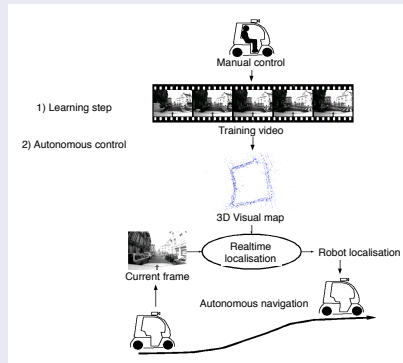 Manual control
1) Learning step
Training video
2) Autonomous control
3D Visual map
Realtime
localisation
Robot localisation
Current frame
Autonomous navigation